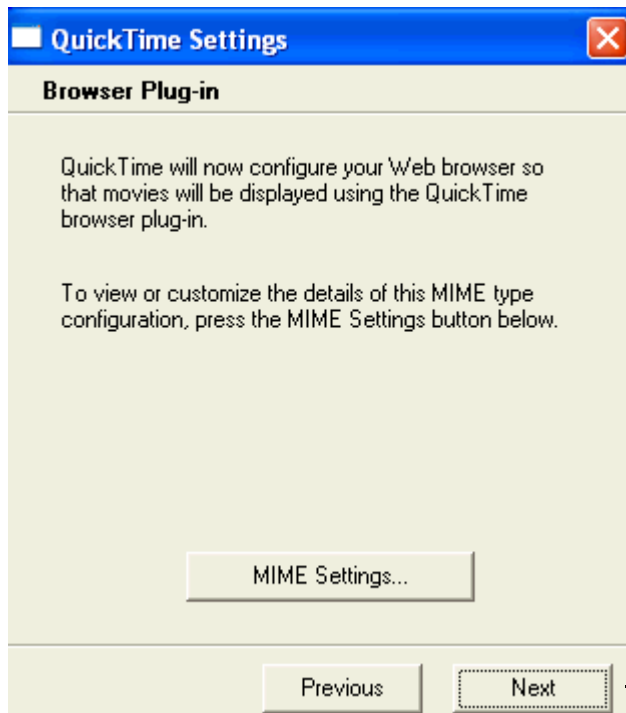 QuickTime Settings
Browser Plug-in
QuickTime will now configure your Web browser so
that movies will be displayed using the QuickTime
browser plug-in.
To view or customize the details of this MIME type
configuration, press the MIME Settings button below.
MIME Settings...
Previous
Next